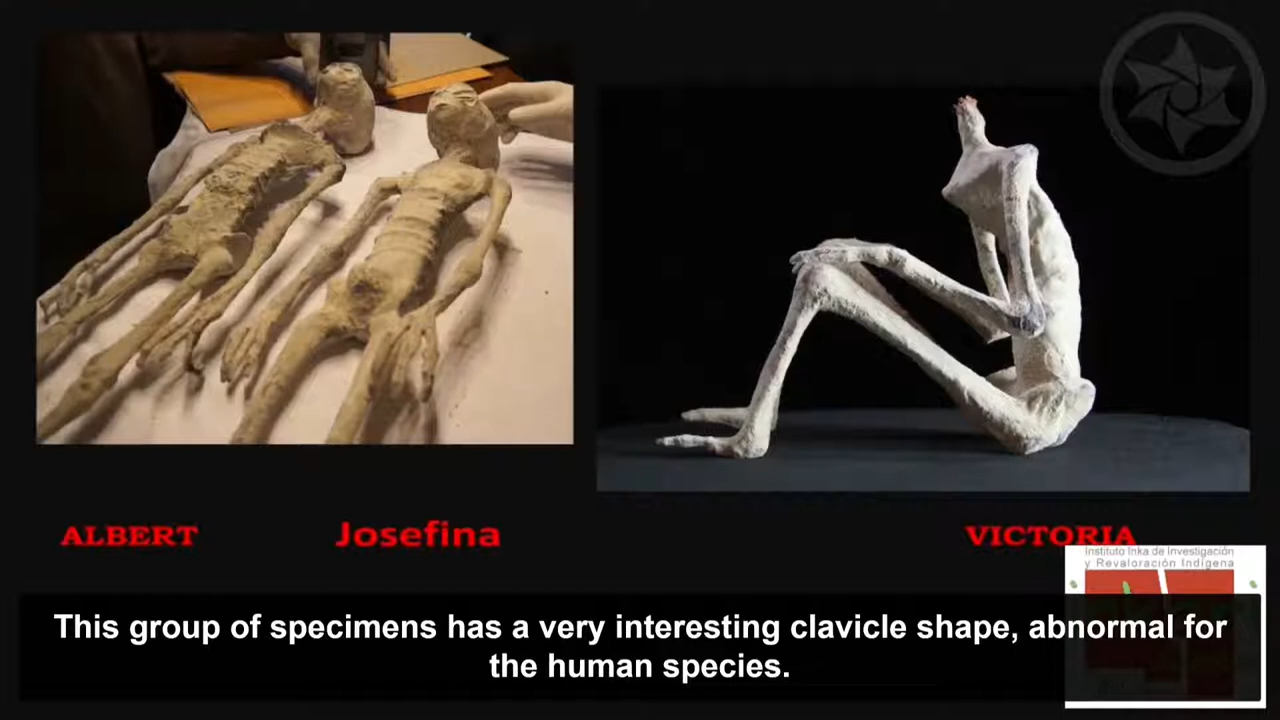 ALBERT
Josefina
VICTORIA
Instituto Inka de Investigación
y Revaloración Indígena
This group of specimens has a very interesting clavicle shape, abnormal for
the human species.